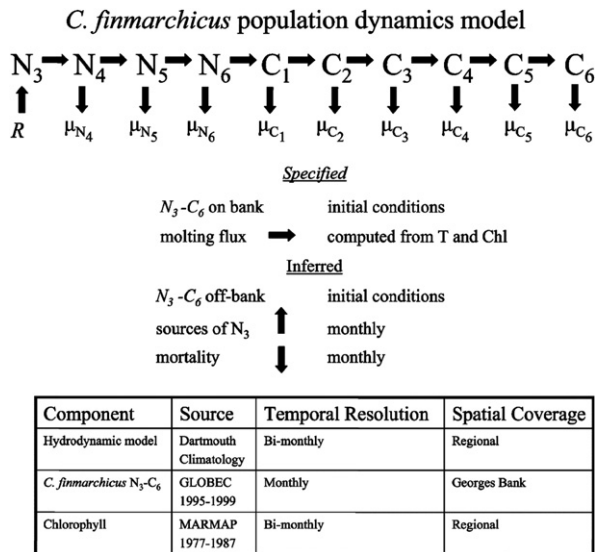 C. finmarchicus population dynamics model
N₃ → N₄ → N₅ → N₆ → C₁ → C₂ → C₃ → C₄ → C₅ → C₆
R μN₄ μN₅ μN₆ μC₁ μC₂ μC₃ μC₄ μC₅ μC₆
Specified
N₃-C₆ on bank initial conditions
molting flux → computed from T and Chl
Inferred
N₃-C₆ off-bank initial conditions
sources of N₃ ↑ monthly
mortality ↓ monthly
Component Source Temporal Resolution Spatial Coverage
Hydrodynamic model Dartmouth Bi-monthly Regional
Climatology
C. finmarchicus N₃-C₆ GLOBEC Monthly Georges Bank
1995-1999
Chlorophyll MARMAP Bi-monthly Regional
1977-1987